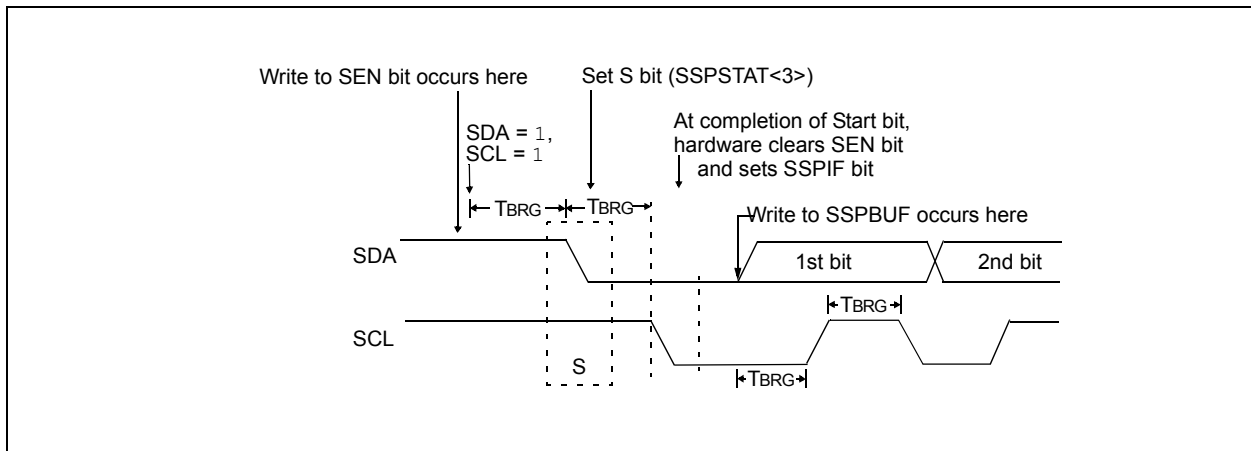 Write to SEN bit occurs here
Set S bit (SSPSTAT<3>)
SDA = 1,
SCL = 1
At completion of Start bit,
hardware clears SEN bit
and sets SSPIF bit
TBRG
TBRG
Write to SSPBUF occurs here
SDA
1st bit
2nd bit
TBRG
SCL
S
TBRG